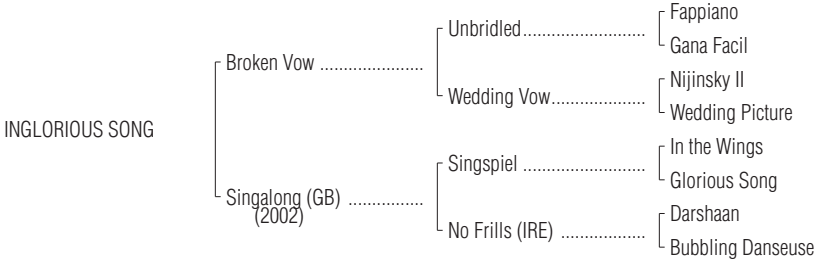 Fappiano
Unbridled..........................
Gana Facil
Broken Vow ......................
Nijinsky II
Wedding Vow....................
Wedding Picture
INGLORIOUS SONG
In the Wings
Singspiel ..........................
Glorious Song
Singalong (GB) ................
(2002)
Darshaan
No Frills (IRE) ..................
Bubbling Danseuse